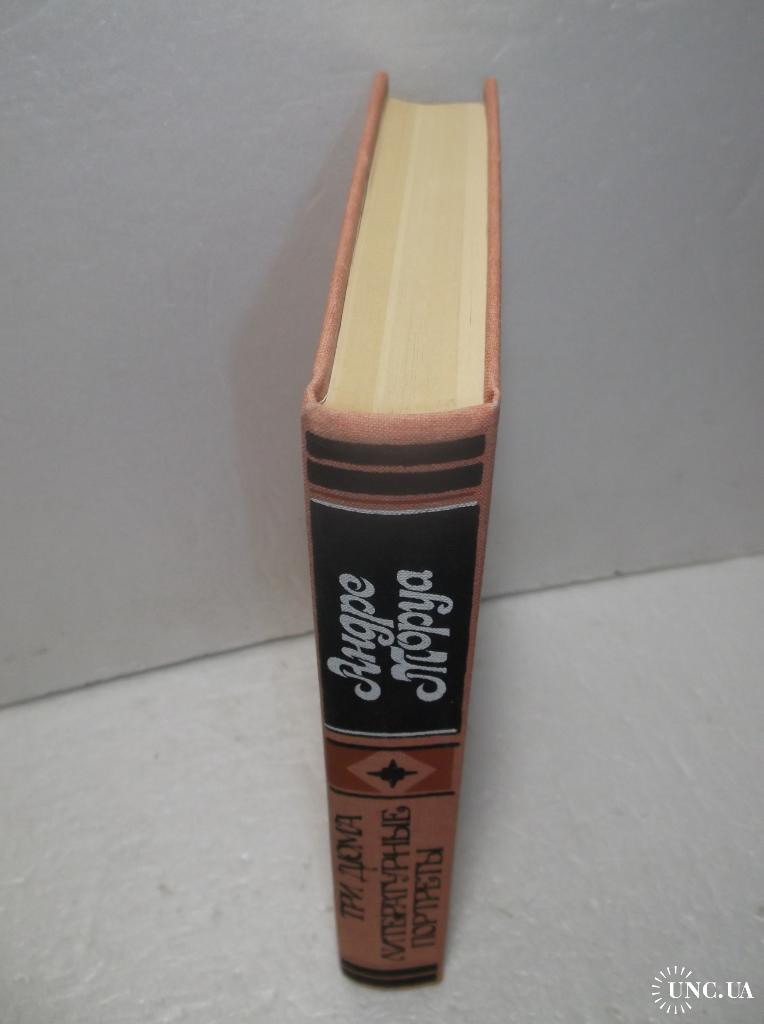 Андре
Моруа
ТРИ ДЮМА
ЛИТЕРАТУРНЫЕ
ПОРТРЕТЫ
UNC.UA